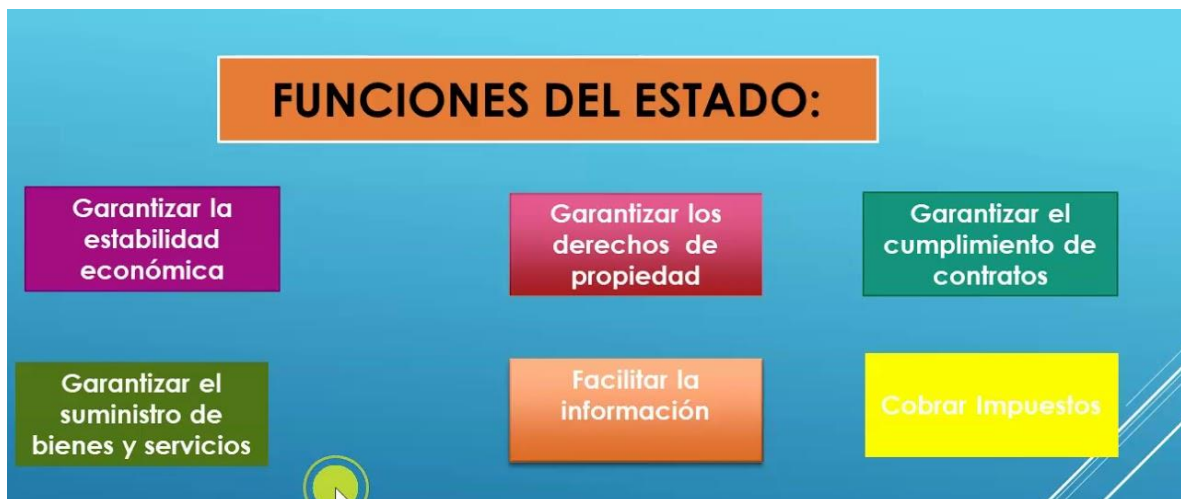 FUNCIONES DEL ESTADO:
Garantizar la
estabilidad
económica
Garantizar los
derechos de
propiedad
Garantizar el
cumplimiento de
contratos
Garantizar el
suministro de
bienes y servicios
Facilitar la
información
Cobrar Impuestos